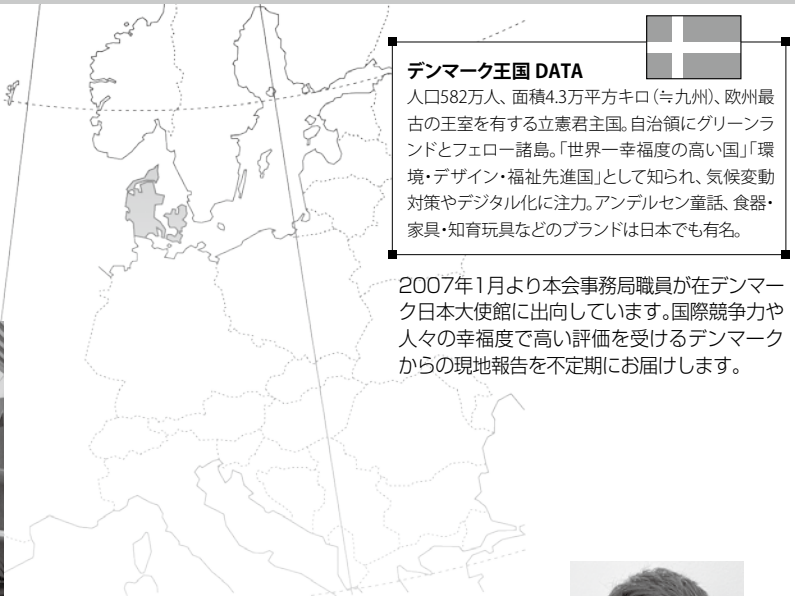 デンマーク王国 DATA
人口582万人、面積4.3万平方キロ(≒九州)、欧州最
古の王室を有する立憲君主国。自治領にグリーンラ
ンドとフェロー諸島。「世界一幸福度の高い国」「環
境・デザイン・福祉先進国」として知られ、気候変動
対策やデジタル化に注力。アンデルセン童話、食器・
家具・知育玩具などのブランドは日本でも有名。
2007年1月より本会事務局職員が在デンマー
ク日本大使館に出向しています。国際競争力や
人々の幸福度で高い評価を受けるデンマーク
からの現地報告を不定期にお届けします。